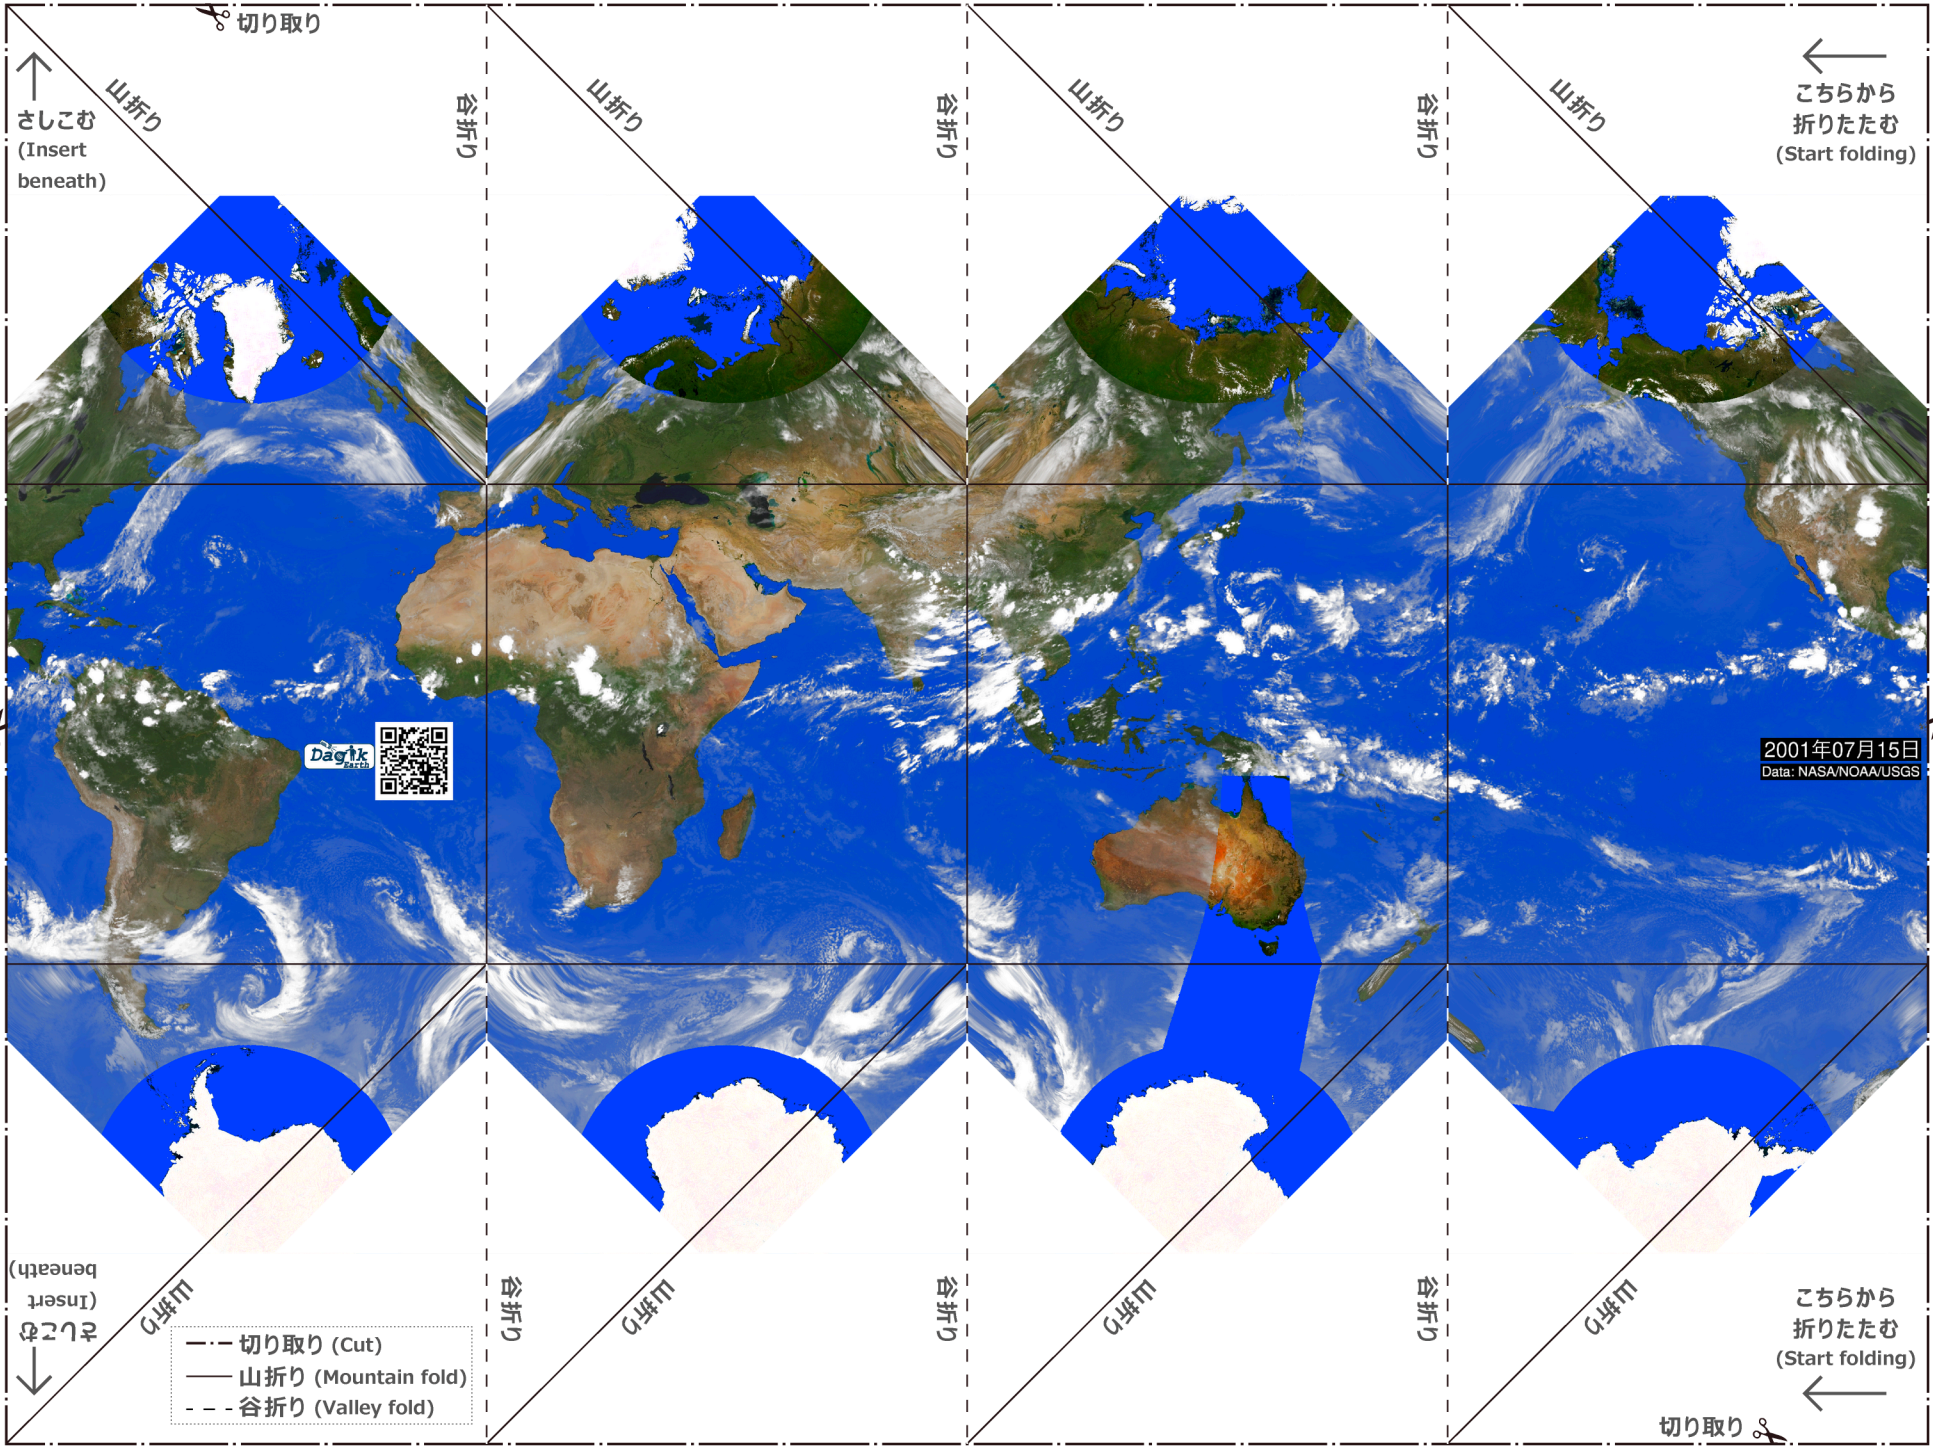 切り取り
さしこむ
(Insert
beneath)
山折り
谷折り
山折り
谷折り
山折り
谷折り
山折り
こちらから
折りたたむ
(Start folding)
Dagik
Earth
2001年07月15日
Data: NASA/NOAA/USGS
さしこむ
(Insert
beneath)
山折り
谷折り
山折り
谷折り
山折り
谷折り
山折り
こちらから
折りたたむ
(Start folding)
切り取り (Cut)
山折り (Mountain fold)
谷折り (Valley fold)
切り取り